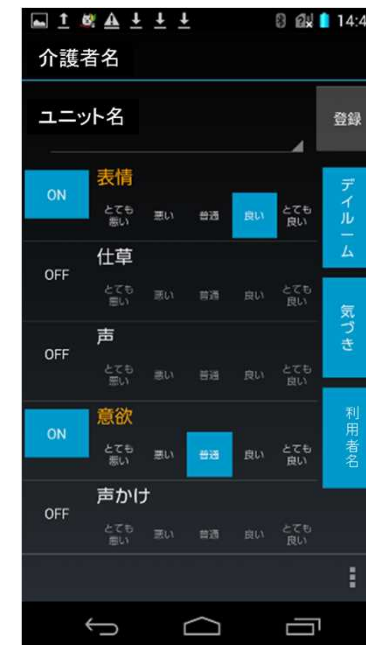 14:4
介護者名
ユニット名
登録
ON
表情
とても悪い 悪い 普通 良い とても良い
OFF
仕草
とても悪い 悪い 普通 良い とても良い
OFF
声
とても悪い 悪い 普通 良い とても良い
ON
意欲
とても悪い 悪い 普通 良い とても良い
OFF
声かけ
とても悪い 悪い 普通 良い とても良い
デイルーム
気づき
利用者名